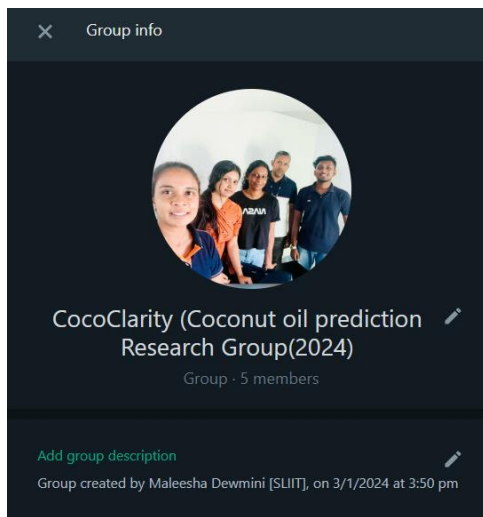 Group info
ASAIA
CocoClarity (Coconut oil prediction
Research Group(2024)
Group · 5 members
Add group description
Group created by Maleesha Dewmini [SLIIT], on 3/1/2024 at 3:50 pm